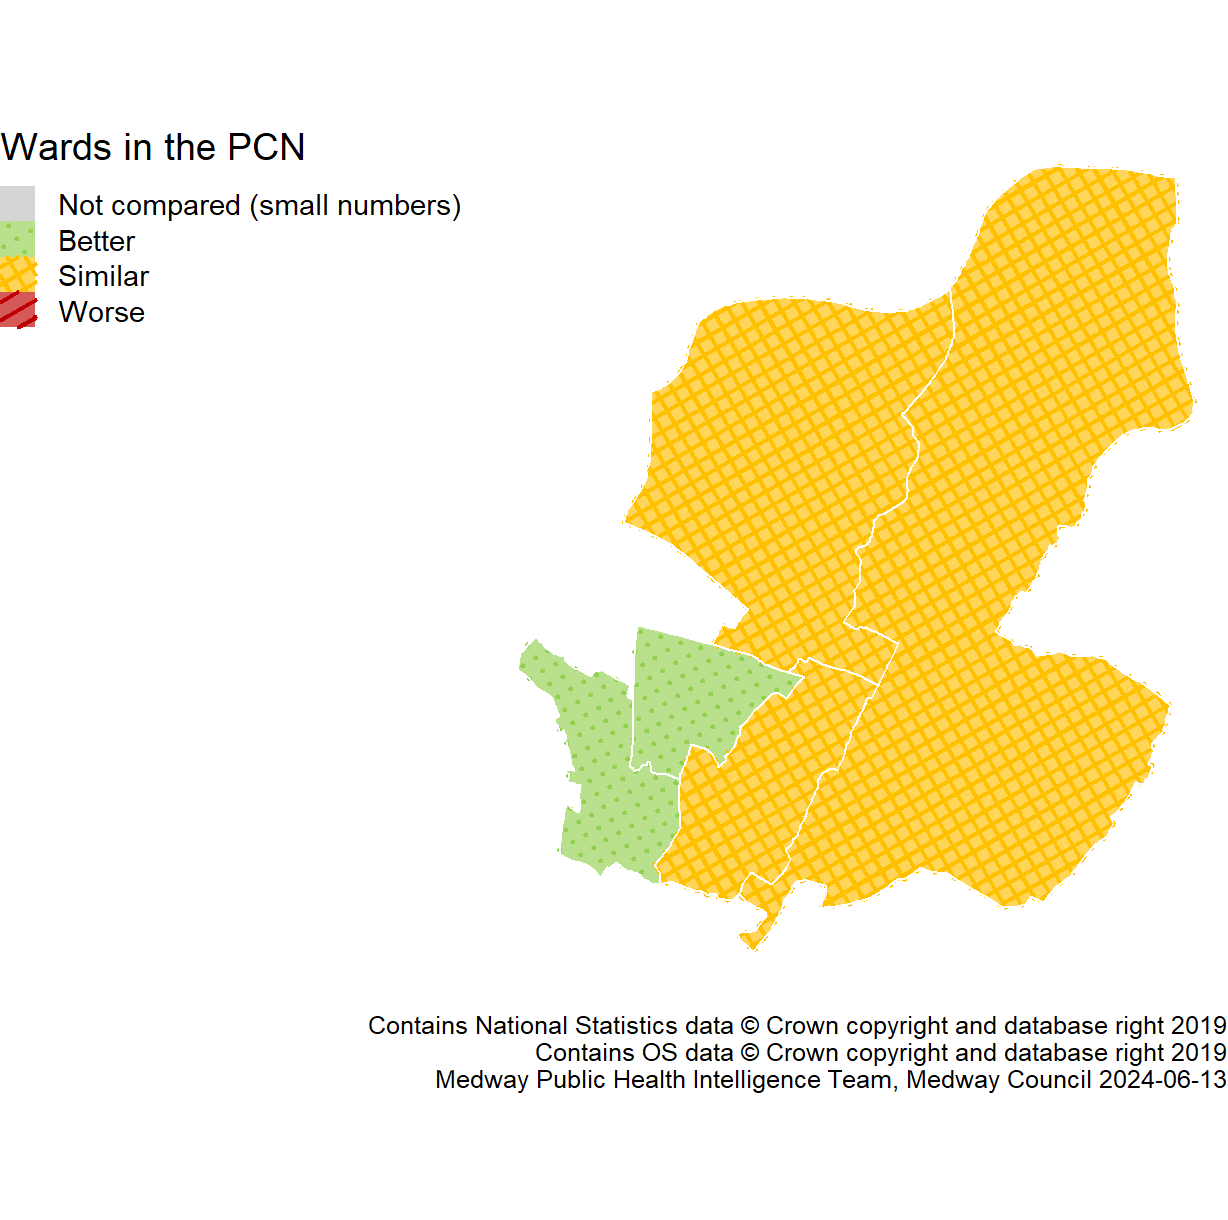 Wards in the PCN
Not compared (small numbers)
Better
Similar
Worse
Contains National Statistics data © Crown copyright and database right 2019
Contains OS data © Crown copyright and database right 2019
Medway Public Health Intelligence Team, Medway Council 2024-06-13